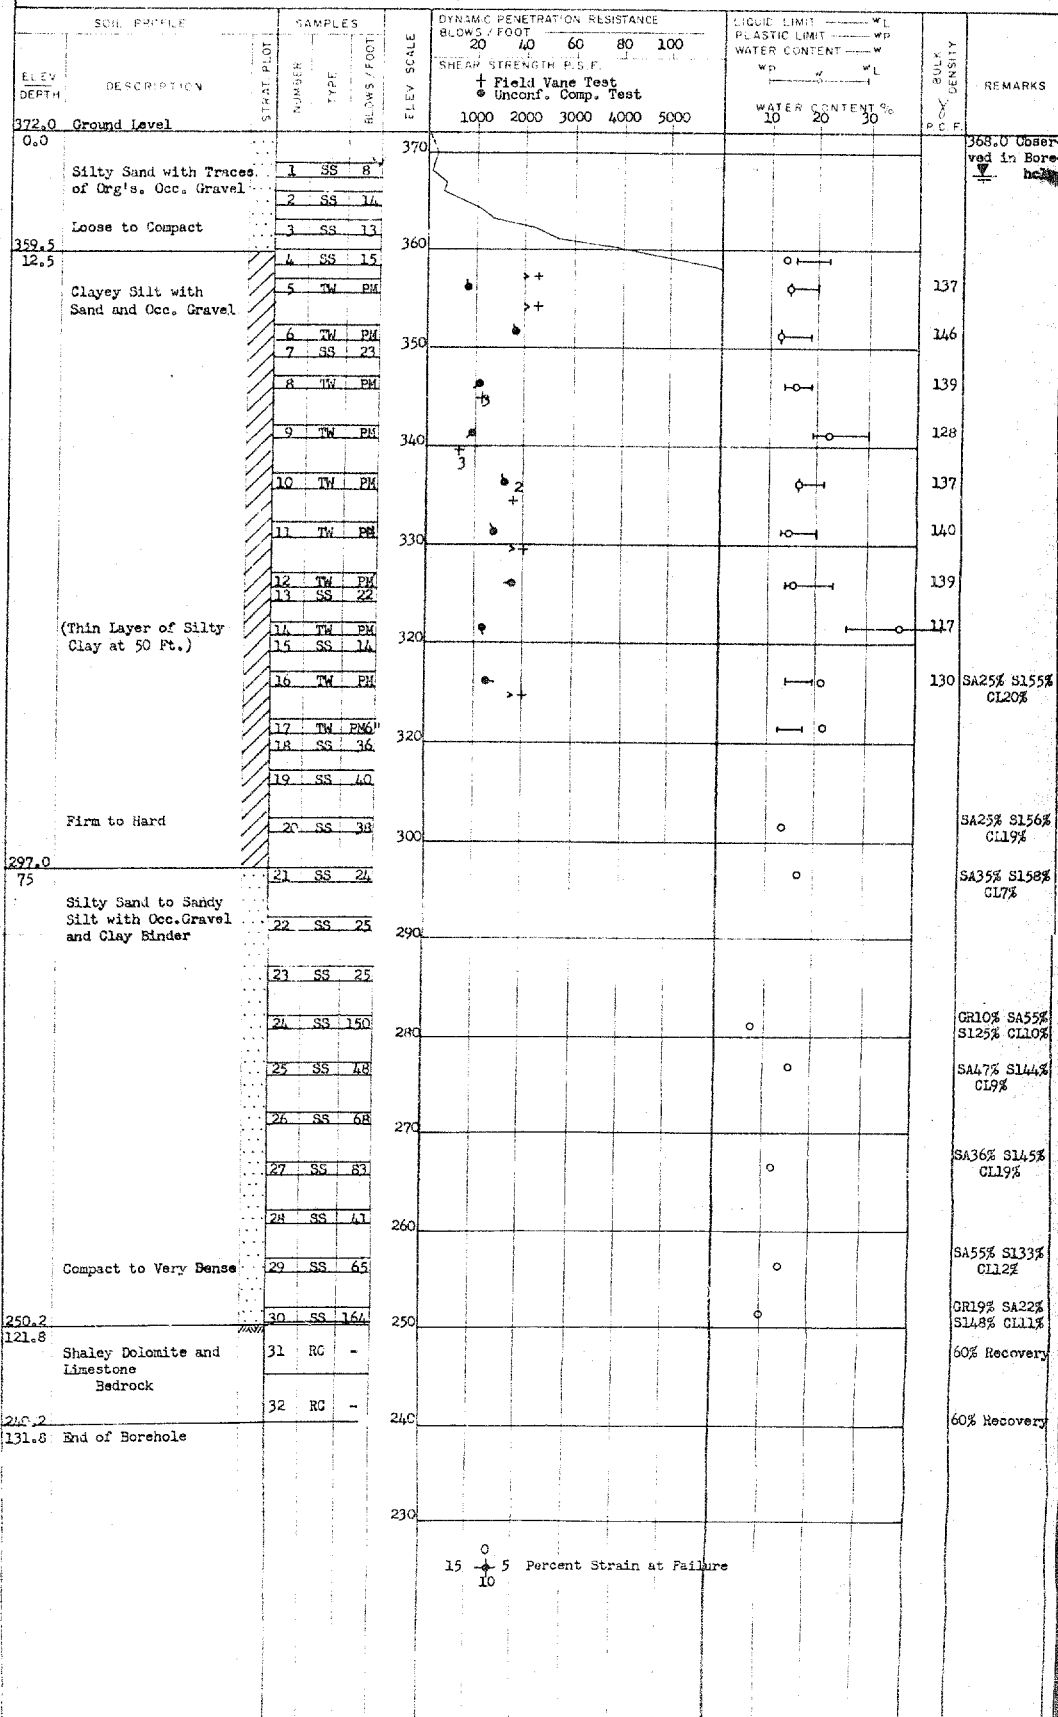 SOIL PROFILE
SAMPLES
DYNAMIC PENETRATION RESISTANCE
BLOWS / FOOT
20 40 60 80 100
SHEAR STRENGTH P.S.F.
+ Field Vane Test
● Unconf. Comp. Test
1000 2000 3000 4000 5000
LIQUID LIMIT WL
PLASTIC LIMIT WP
WATER CONTENT W
WP W WL
WATER CONTENT %
10 20 30
ELEV
DEPTH
DESCRIPTION
STRAT. PLOT
NUMBER
TYPE
BLOWS / FOOT
ELEV SCALE
BULK DENSITY
P.C.F.
REMARKS
372.0 Ground Level
0.0
370
368.0 Obser
ved in Bore
hole
Silty Sand with Traces
of Org's. Occ. Gravel
1 SS 8
2 SS 14
Loose to Compact
3 SS 13
359.5
12.5
360
4 SS 15
Clayey Silt with
Sand and Occ. Gravel
5 TW PM
137
6 TW PM
146
7 SS 23
350
8 TW PM
139
3
9 TW PM
128
340
3
10 TW PM
2
137
11 TW PM
140
330
12 TW PM
139
13 SS 22
(Thin Layer of Silty
Clay at 50 Ft.)
14 TW PM
117
15 SS 14
320
16 TW PM
130
SA25% SI55%
CL20%
17 TW PM6"
18 SS 36
320
19 SS 40
Firm to Hard
20 SS 38
300
SA25% SI56%
CL19%
297.0
75
21 SS 24
SA35% SI58%
CL7%
Silty Sand to Sandy
Silt with Occ.Gravel
and Clay Binder
22 SS 25
290
23 SS 25
24 SS 150
280
GR10% SA55%
SI25% CL10%
25 SS 48
SA47% SI44%
CL9%
26 SS 68
270
27 SS 83
SA36% SI45%
CL19%
28 SS 41
260
Compact to Very Dense
29 SS 65
SA55% SI33%
CL12%
30 SS 164
GR19% SA22%
SI48% CL11%
250.2
121.8
250
Shaley Dolomite and
Limestone
Bedrock
31 RC -
60% Recovery
32 RC -
240.2
131.8 End of Borehole
240
60% Recovery
230
0
15 5 Percent Strain at Failure
10